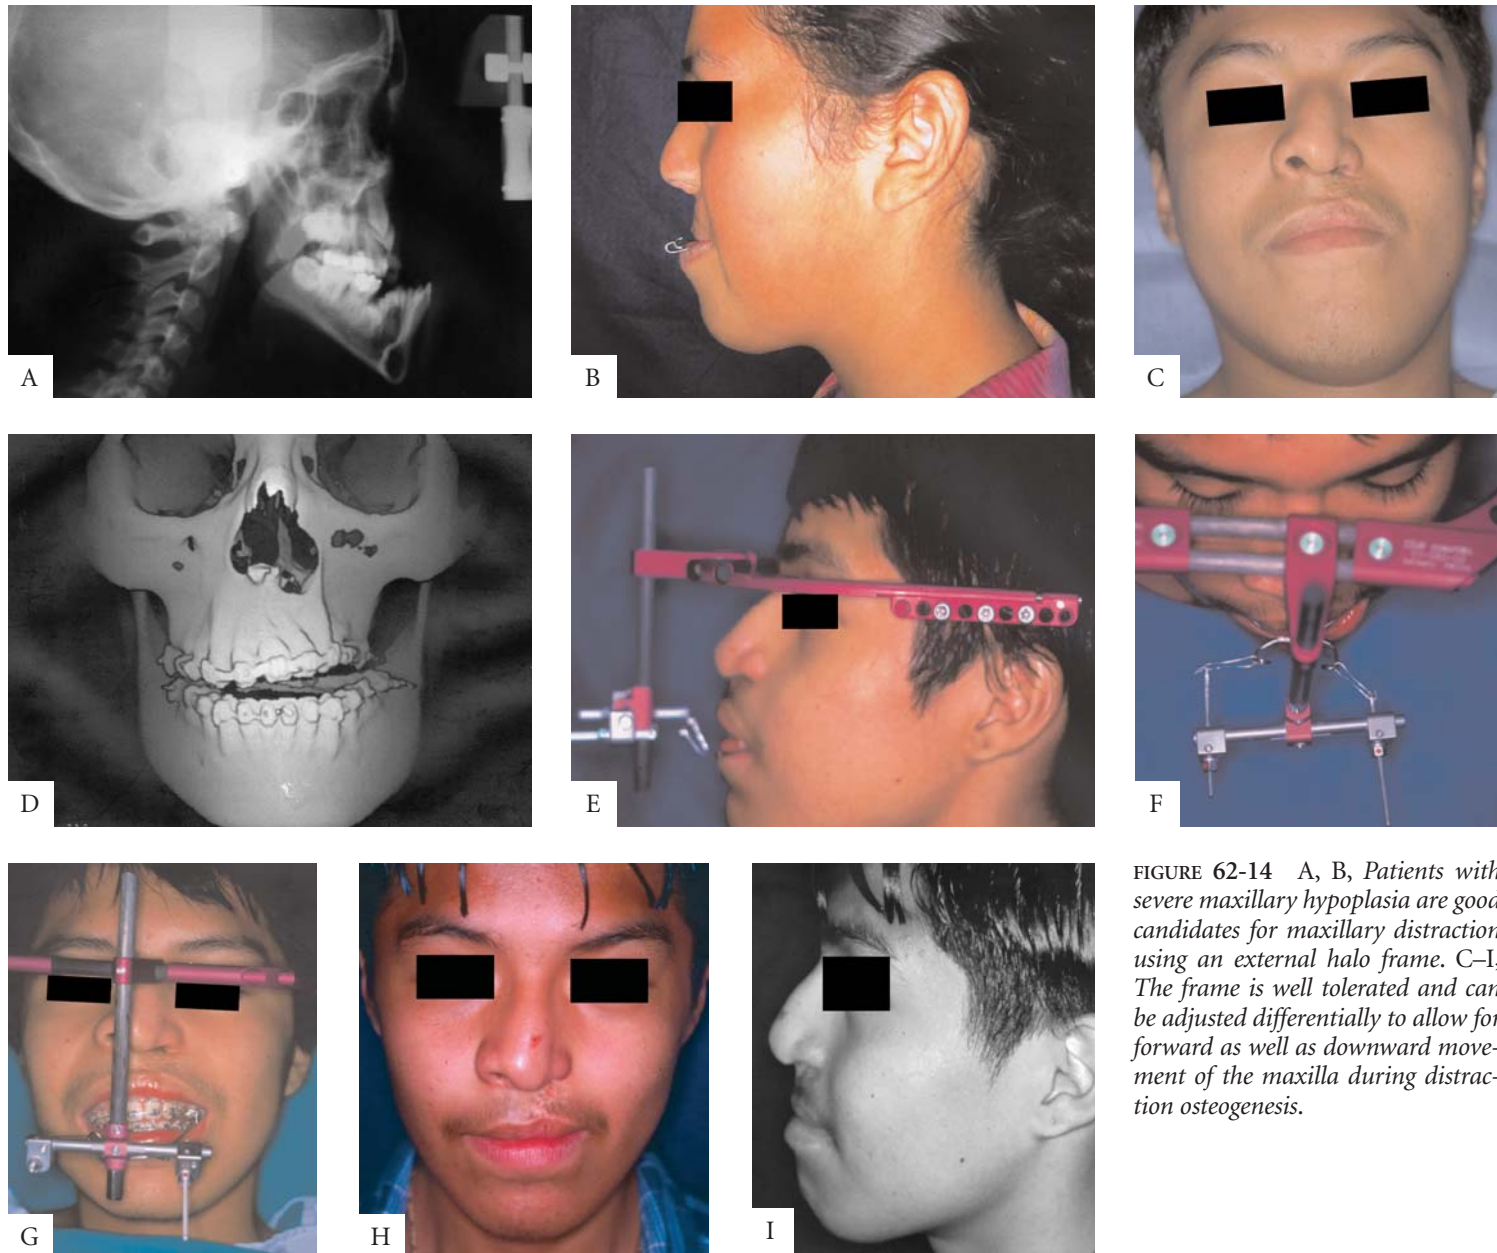 A
B
C
D
E
F
G
H
I
FIGURE 62-14 A, B, Patients with
severe maxillary hypoplasia are good
candidates for maxillary distraction
using an external halo frame. C–I,
The frame is well tolerated and can
be adjusted differentially to allow for
forward as well as downward move-
ment of the maxilla during distrac-
tion osteogenesis.